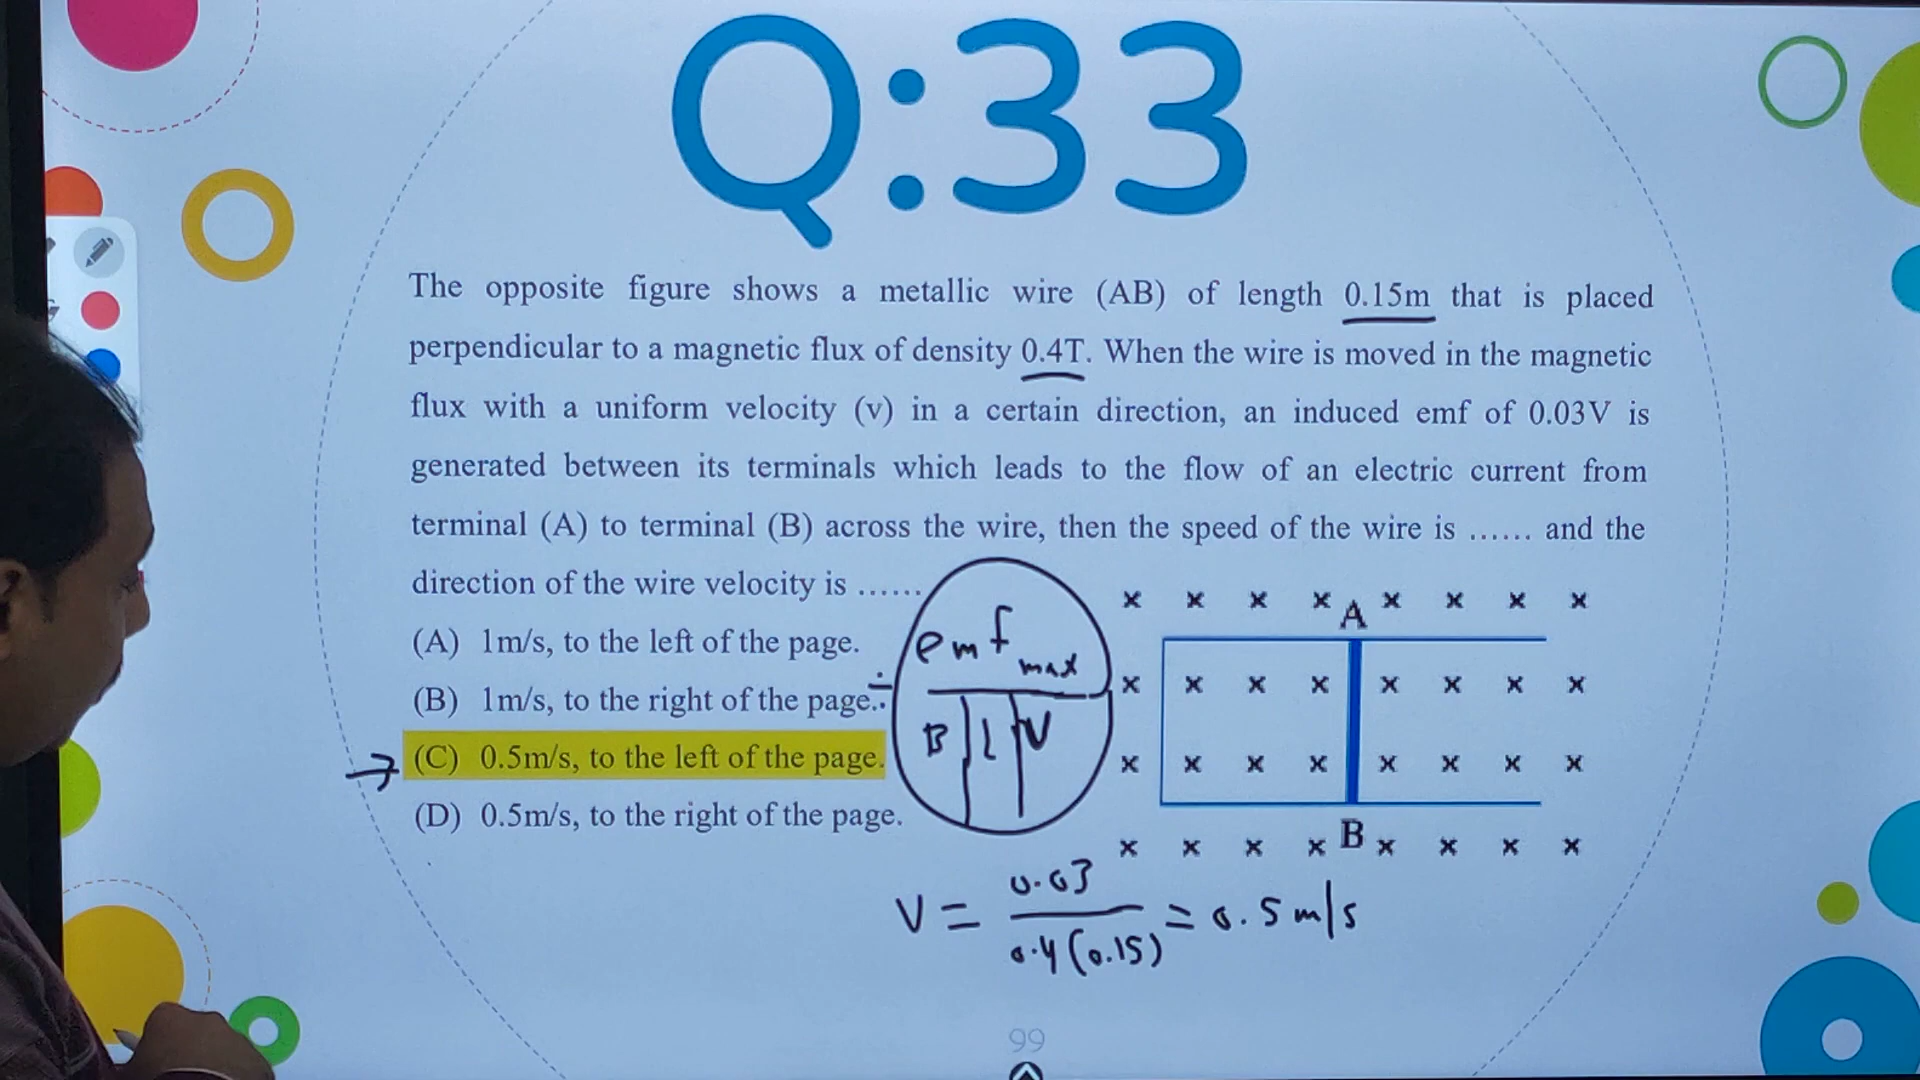 Q:33
The opposite figure shows a metallic wire (AB) of length 0.15m that is placed
perpendicular to a magnetic flux of density 0.4T. When the wire is moved in the magnetic
flux with a uniform velocity (v) in a certain direction, an induced emf of 0.03V is
generated between its terminals which leads to the flow of an electric current from
terminal (A) to terminal (B) across the wire, then the speed of the wire is ...... and the
direction of the wire velocity is ......
(A) 1m/s, to the left of the page.
(B) 1m/s, to the right of the page.
(C) 0.5m/s, to the left of the page.
(D) 0.5m/s, to the right of the page.
÷
emf max
B L V
× × × × A × × × ×
× × × × × × × ×
× × × × × × × ×
× × × × B × × × ×
V = 0.03
0.4 (0.15) = 0.5 m/s
99